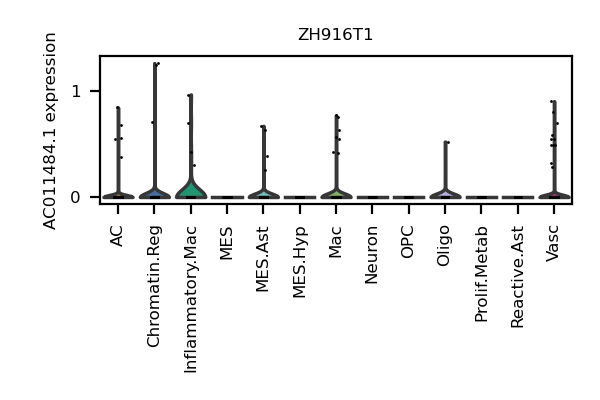 ZH916T1
AC011484.1 expression
1
0
AC
Chromatin.Reg
Inflammatory.Mac
MES
MES.Ast
MES.Hyp
Mac
Neuron
OPC
Oligo
Prolif.Metab
Reactive.Ast
Vasc